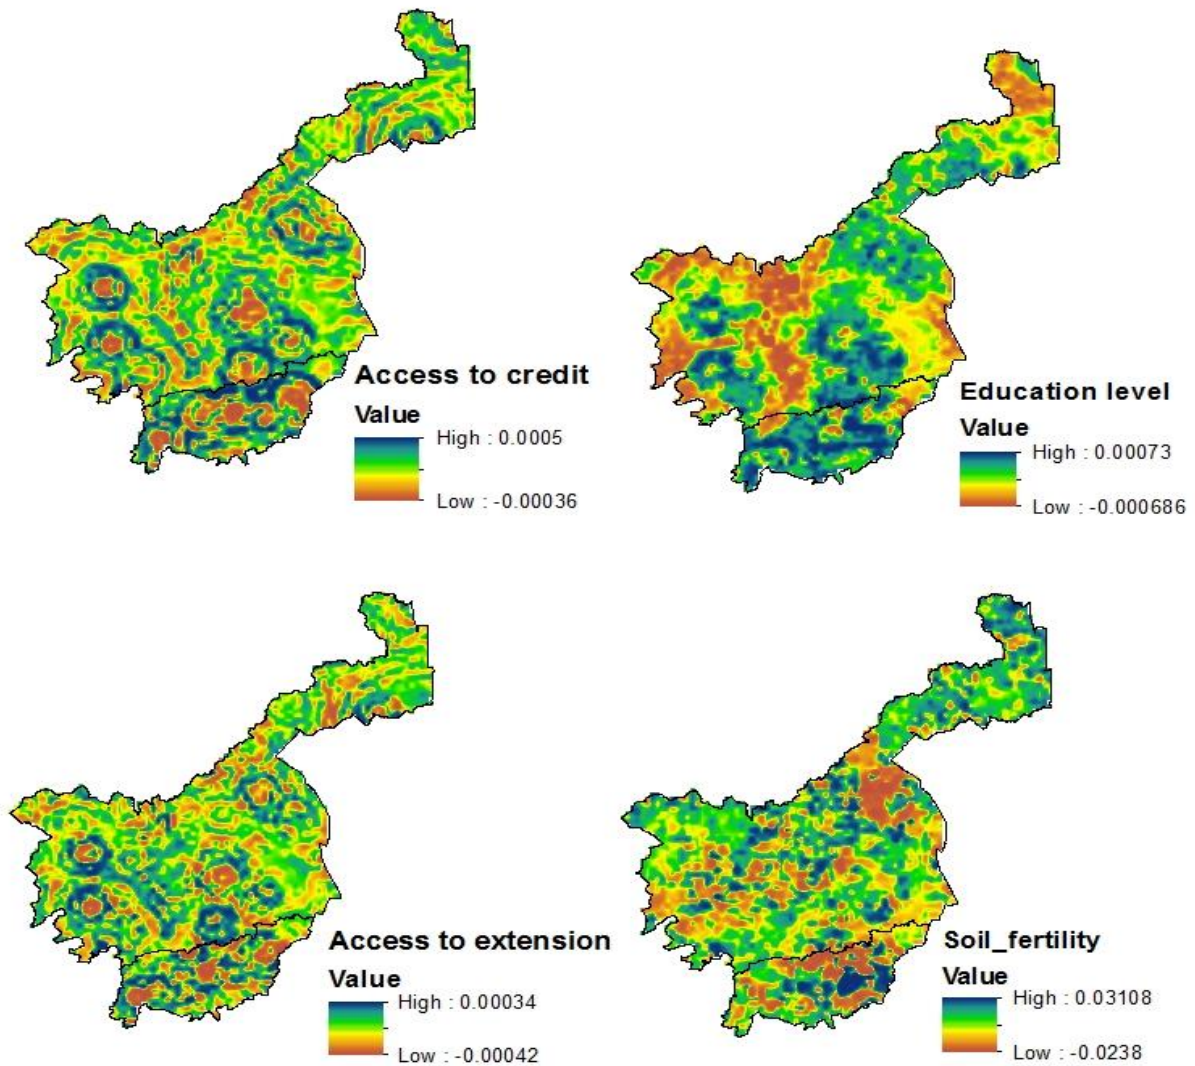 Access to credit
Value
High : 0.0005
Low : -0.00036
Education level
Value
High : 0.00073
Low : -0.000686
Access to extension
Value
High : 0.00034
Low : -0.00042
Soil_fertility
Value
High : 0.03108
Low : -0.0238